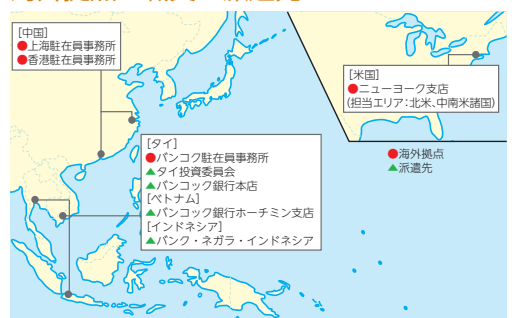 [中国]
●上海駐在員事務所
●香港駐在員事務所
[米国]
●ニューヨーク支店
(担当エリア：北米、中南米諸国)
●海外拠点
▲派遣先
[タイ]
●バンコク駐在員事務所
▲タイ投資委員会
▲バンコック銀行本店
[ベトナム]
▲バンコック銀行ホーチミン支店
[インドネシア]
▲バンク・ネガラ・インドネシア